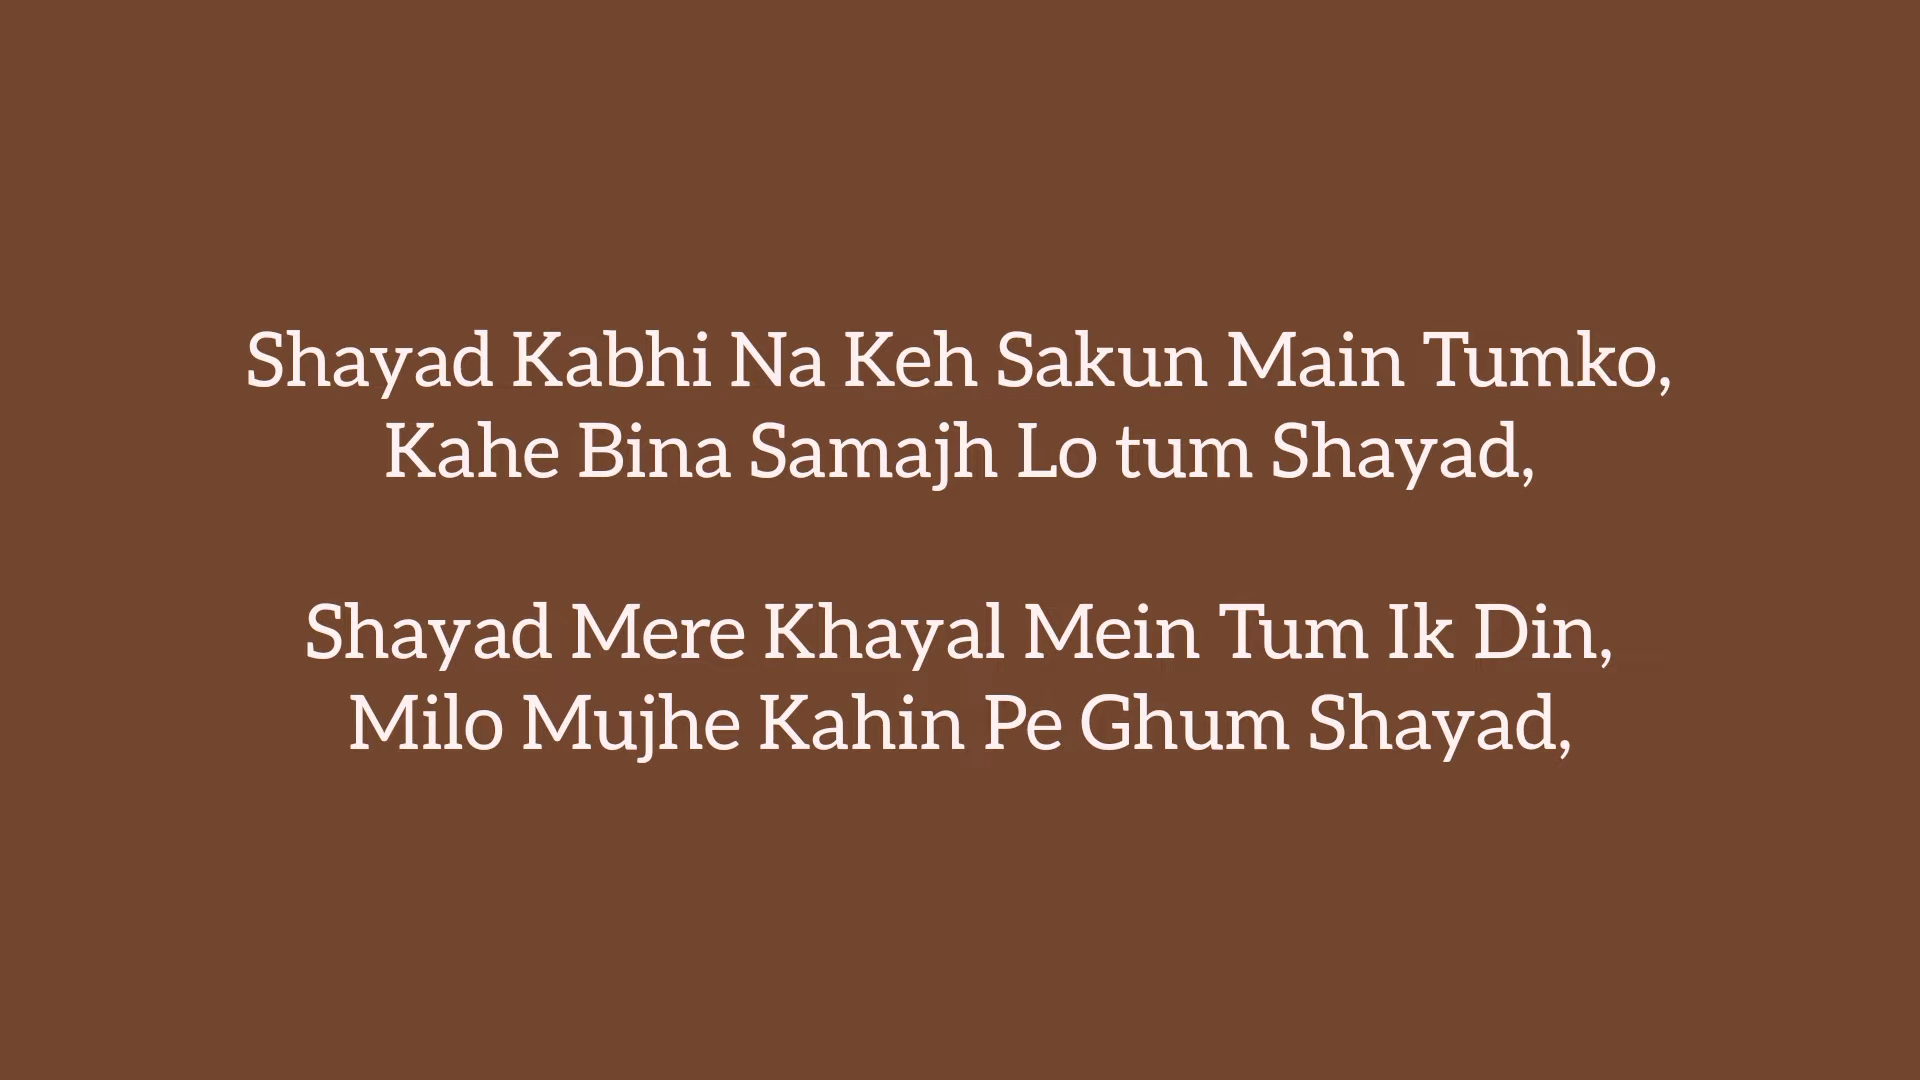 Shayad Kabhi Na Keh Sakun Main Tumko,
Kahe Bina Samajh Lo tum Shayad,
Shayad Mere Khayal Mein Tum Ik Din,
Milo Mujhe Kahin Pe Ghum Shayad,